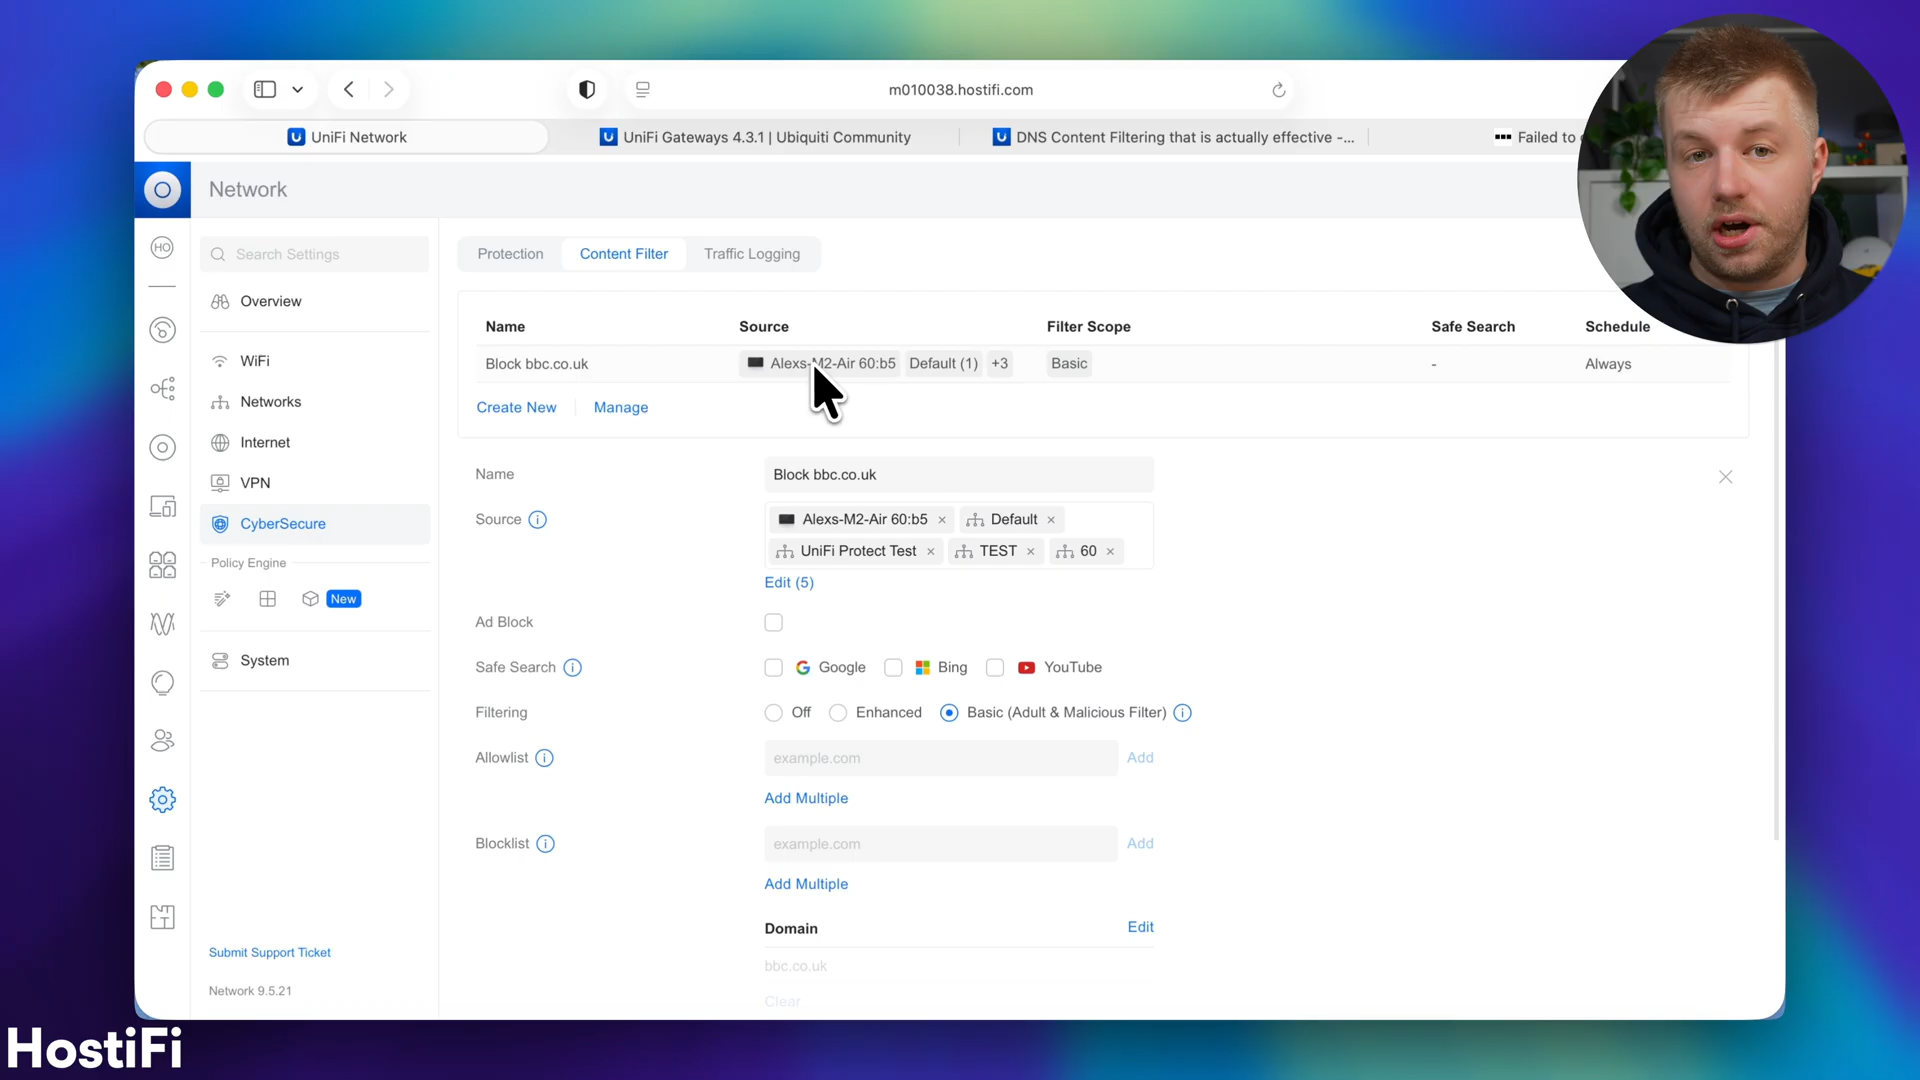 m010038.hostifi.com
UniFi Network
UniFi Gateways 4.3.1 | Ubiquiti Community
DNS Content Filtering that is actually effective -...
Failed to
Network
HO
Search Settings
Overview
WiFi
Networks
Internet
VPN
CyberSecure
Policy Engine
New
System
Submit Support Ticket
Network 9.5.21
Protection
Content Filter
Traffic Logging
Name Source Filter Scope Safe Search Schedule
Block bbc.co.uk Alexs-M2-Air 60:b5 Default (1) +3 Basic - Always
Create New Manage
Name Block bbc.co.uk
Source Alexs-M2-Air 60:b5 × Default ×
UniFi Protect Test × TEST × 60 ×
Edit (5)
Ad Block
Safe Search Google Bing YouTube
Filtering Off Enhanced Basic (Adult & Malicious Filter)
Allowlist example.com Add
Add Multiple
Blocklist example.com Add
Add Multiple
Domain Edit
bbc.co.uk
Clear
HostiFi